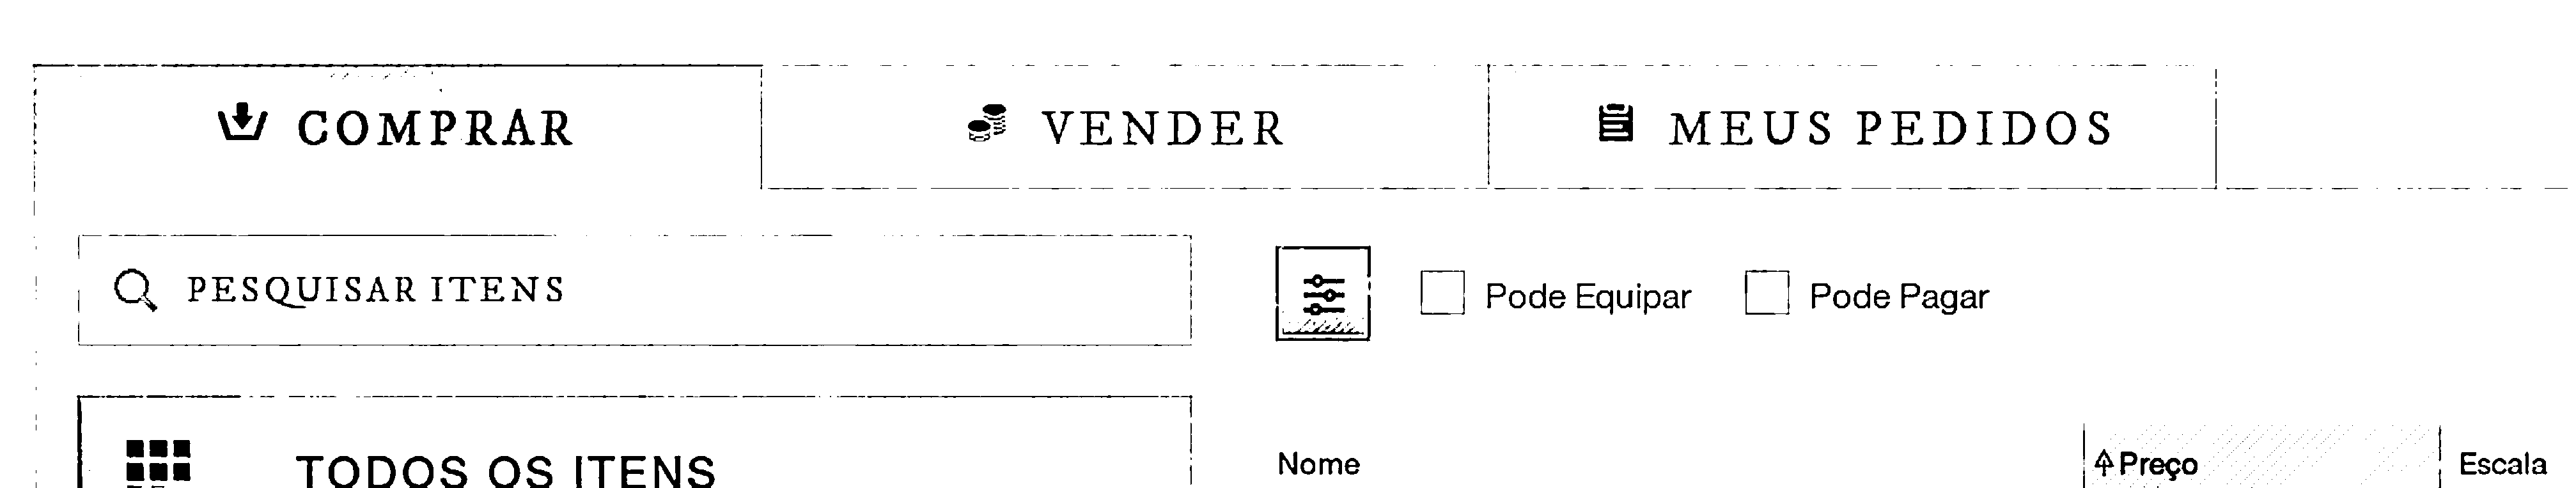 COMPRAR VENDER MEUS PEDIDOS
PESQUISAR ITENS Pode Equipar Pode Pagar
TODOS OS ITENS Nome Preço Escala